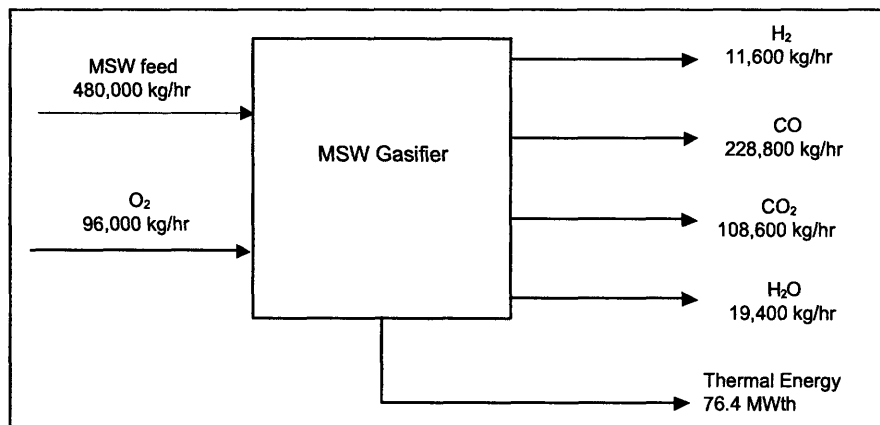 MSW feed
480,000 kg/hr
O₂
96,000 kg/hr
MSW Gasifier
H₂
11,600 kg/hr
CO
228,800 kg/hr
CO₂
108,600 kg/hr
H₂O
19,400 kg/hr
Thermal Energy
76.4 MWth